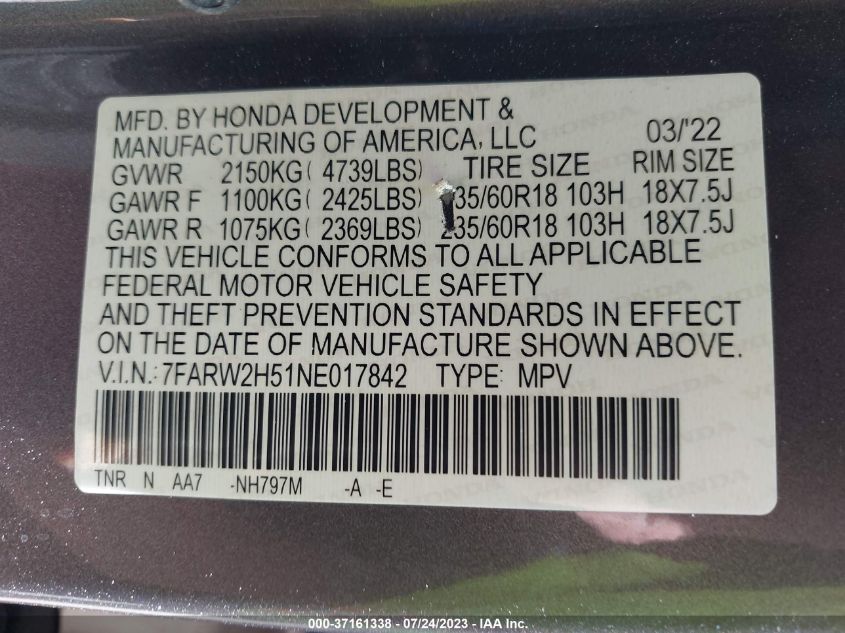 MFD. BY HONDA DEVELOPMENT &
MANUFACTURING OF AMERICA, LLC 03/'22
GVWR 2150KG( 4739LBS) TIRE SIZE RIM SIZE
GAWR F 1100KG( 2425LBS) 35/60R18 103H 18X7.5J
GAWR R 1075KG( 2369LBS) 235/60R18 103H 18X7.5J
THIS VEHICLE CONFORMS TO ALL APPLICABLE
FEDERAL MOTOR VEHICLE SAFETY
AND THEFT PREVENTION STANDARDS IN EFFECT
ON THE DATE OF MANUFACTURE SHOWN ABOVE.
V.I.N.: 7FARW2H51NE017842 TYPE: MPV
TNR N AA7 -NH797M -A -E
000-37161338 - 07/24/2023 - IAA Inc.